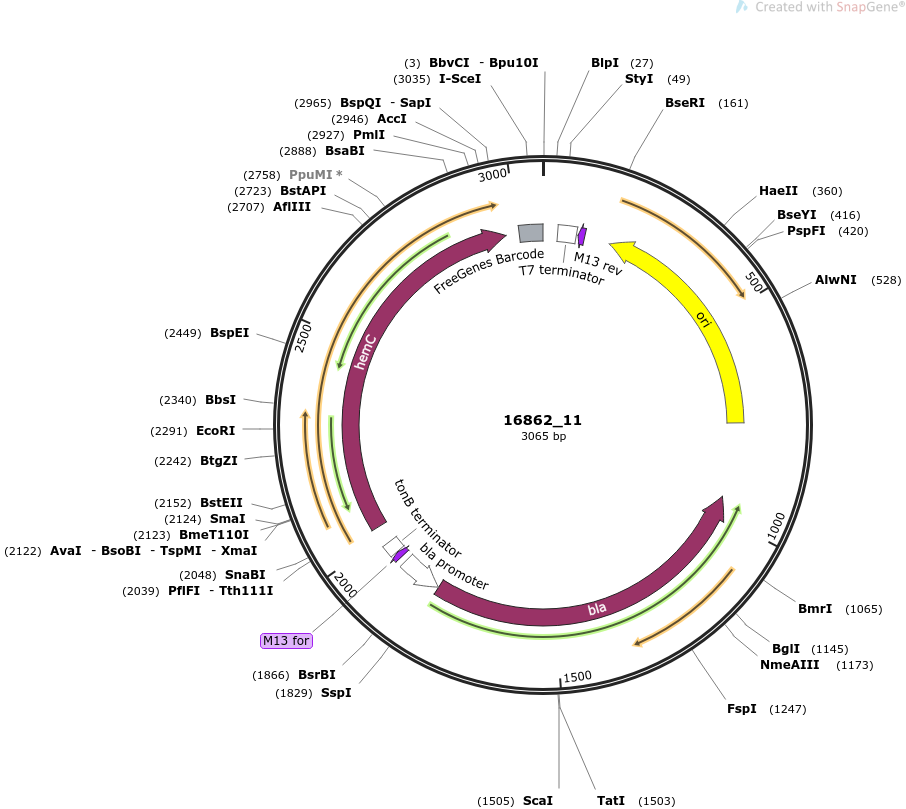 Created with SnapGene®
(3) BbvCI - Bpu10I
(3035) I-SceI
(2965) BspQI - SapI
(2946) AccI
(2927) PmlI
(2888) BsaBI
(2758) PpuMI *
(2723) BstAPI
(2707) AflIII
(2449) BspEI
(2340) BbsI
(2291) EcoRI
(2242) BtgZI
(2152) BstEII
(2124) SmaI
(2123) BmeT110I
(2122) AvaI - BsoBI - TspMI - XmaI
(2048) SnaBI
(2039) PflFI - Tth111I
M13 for
(1866) BsrBI
(1829) SspI
(1505) ScaI
TatI (1503)
FspI (1247)
NmeAIII (1173)
BglI (1145)
BmrI (1065)
AlwNI (528)
PspFI (420)
BseYI (416)
HaeII (360)
BseRI (161)
StyI (49)
BlpI (27)
3000
500
1000
1500
2000
2500
FreeGenes Barcode
T7 terminator
M13 rev
ori
hemC
16862_11
3065 bp
tonB terminator
bla promoter
bla